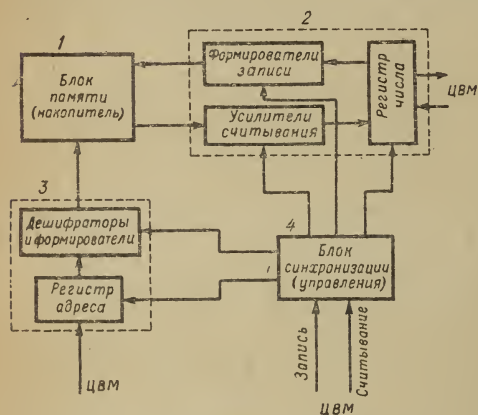 1
Блок
памяти
(накопитель)
2
Формирователи
записи
Усилители
считывания
Регистр
числа
ЦВМ
3
Дешифраторы
и формирователи
Регистр
адреса
ЦВМ
4
Блок
синхронизации
(управления)
Запись
Считывание
ЦВМ